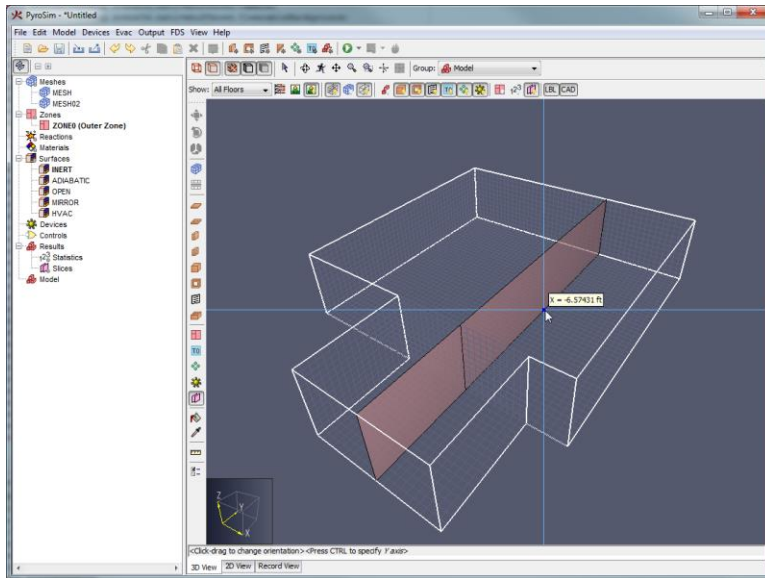 PyroSim - "Untitled
File Edit Model Devices Evac Output FDS View Help
Group: Model
Show: All Floors
LBL CAD
Meshes
MESH
MESH02
Zones
ZONE0 (Outer Zone)
Reactions
Materials
Surfaces
INERT
ADIABATIC
OPEN
MIRROR
HVAC
Devices
Controls
Results
Statistics
Slices
Model
X = -6.57431 ft
Z
Y
X
<Click-drag to change orientation> <Press CTRL to specify Y axis>
3D View 2D View Record View